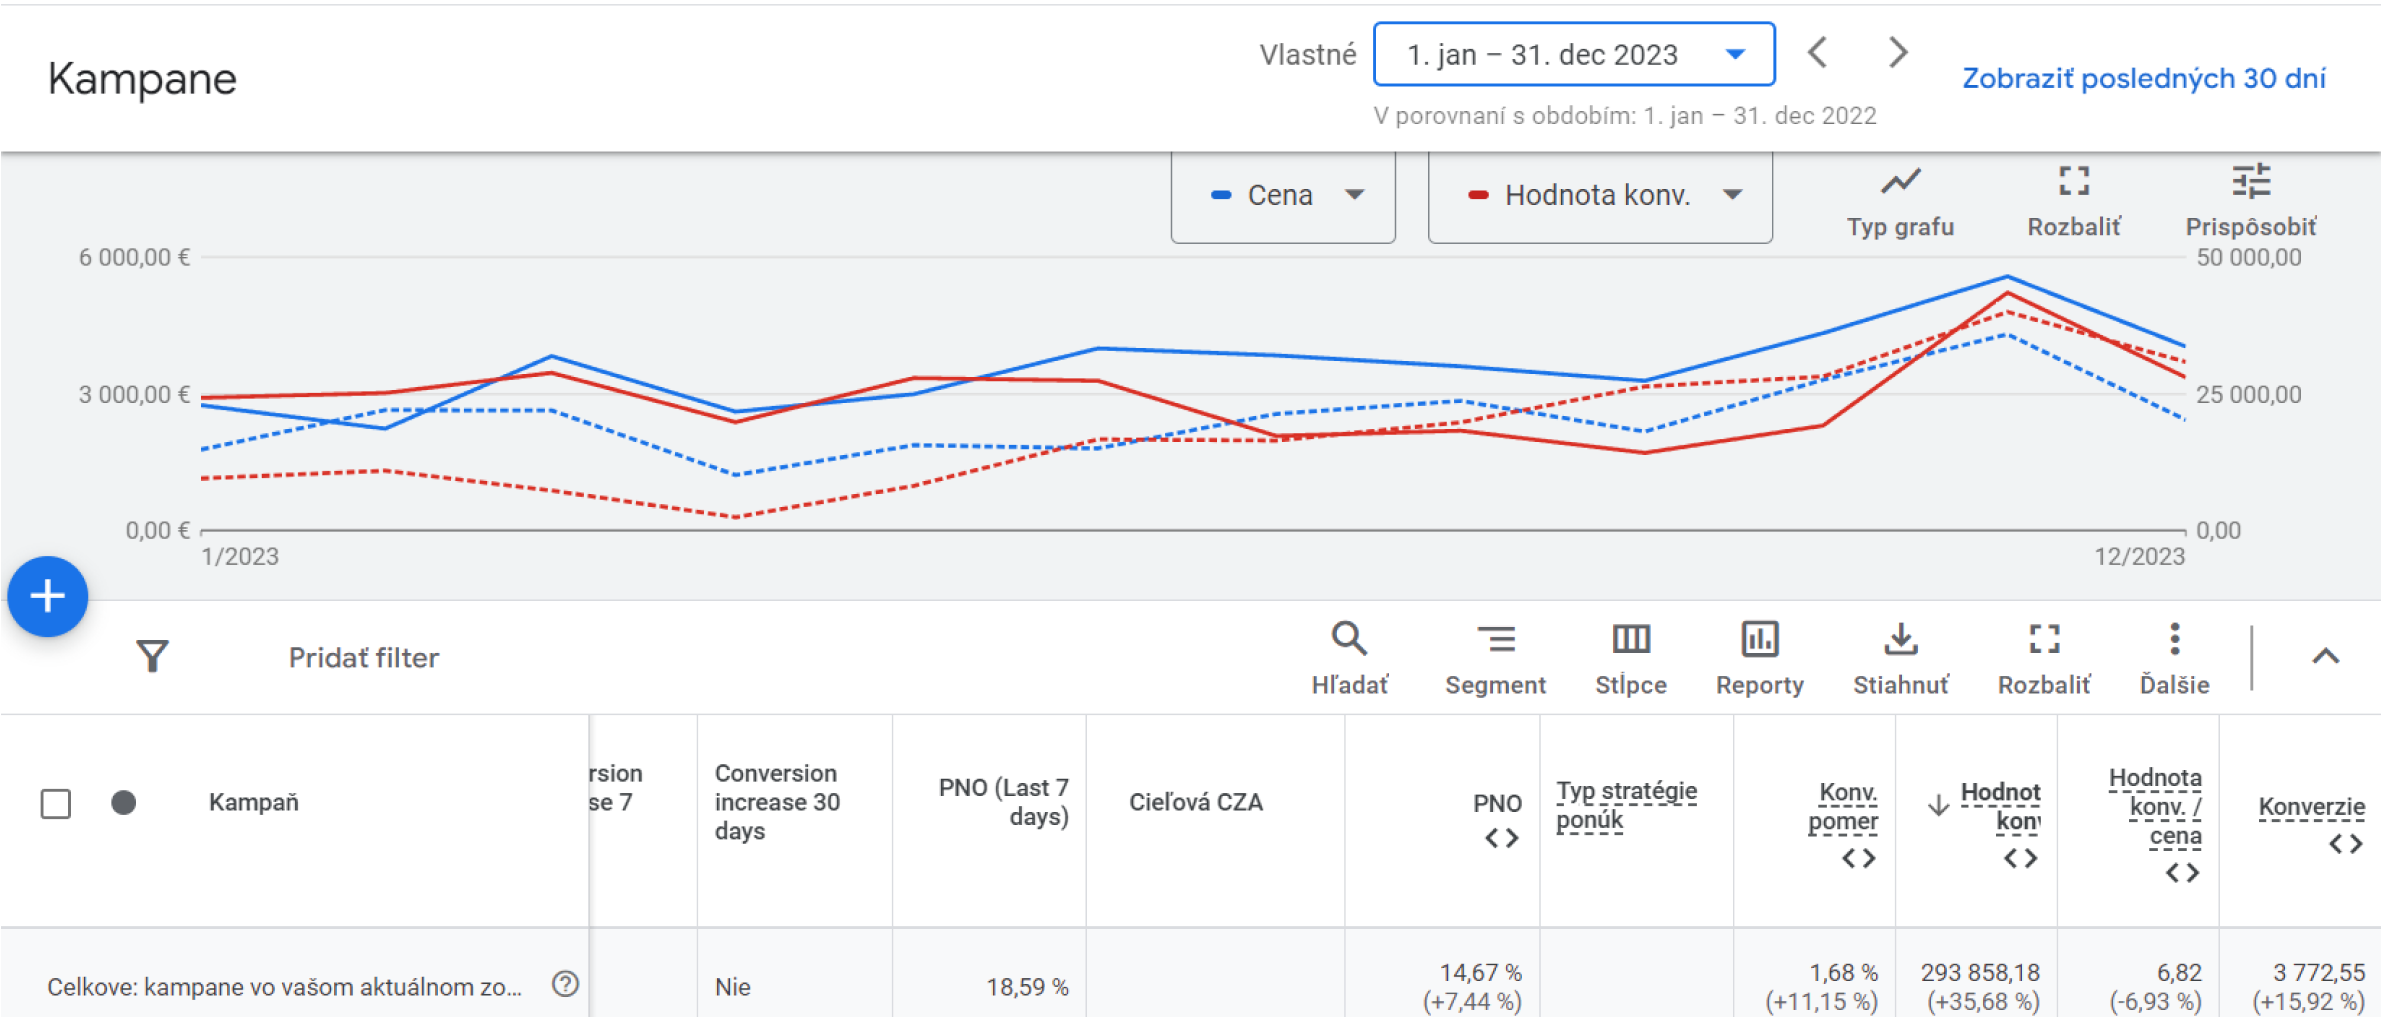 Kampane
Vlastné
1. jan – 31. dec 2023
V porovnaní s obdobím: 1. jan – 31. dec 2022
Zobraziť posledných 30 dní
Cena
Hodnota konv.
Typ grafu
Rozbaliť
Prispôsobiť
6 000,00 €
50 000,00
3 000,00 €
25 000,00
0,00 €
0,00
1/2023
12/2023
Pridať filter
Hľadať
Segment
Stĺpce
Reporty
Stiahnuť
Rozbaliť
Ďalšie
Kampaň
rsion
se 7
Conversion
increase 30
days
PNO (Last 7
days)
Cieľová CZA
PNO
Typ stratégie
ponúk
Konv.
pomer
Hodnot
konv
Hodnota
konv. /
cena
Konverzie
Celkove: kampane vo vašom aktuálnom zo...
Nie
18,59 %
14,67 %
(+7,44 %)
1,68 %
(+11,15 %)
293 858,18
(+35,68 %)
6,82
(-6,93 %)
3 772,55
(+15,92 %)